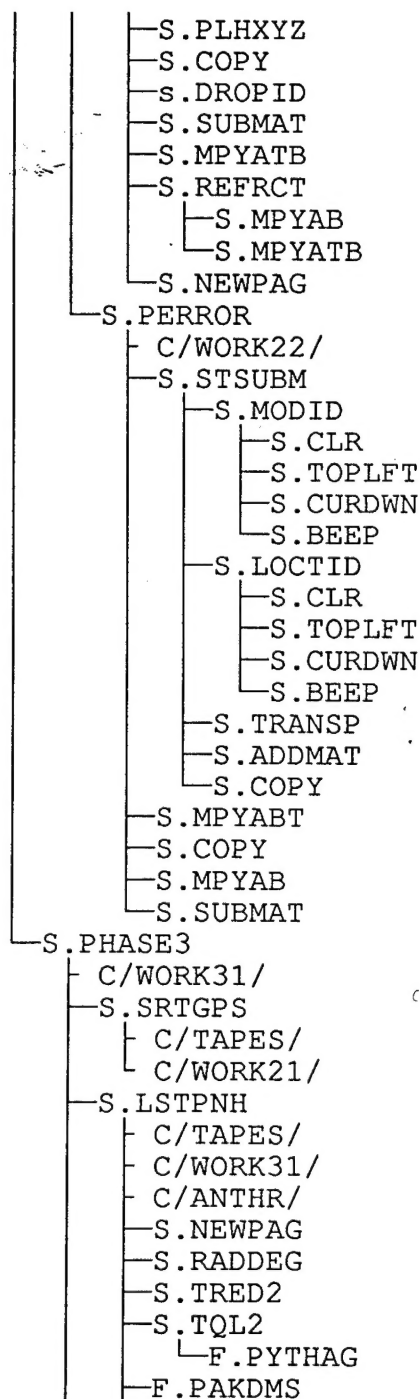 S.PLHXYZ
S.COPY
s.DROPID
S.SUBMAT
S.MPYATB
S.REFRCT
S.MPYAB
S.MPYATB
S.NEWPAG
S.PERROR
C/WORK22/
S.STSUBM
S.MODID
S.CLR
S.TOPLFT
S.CURDWN
S.BEEP
S.LOCTID
S.CLR
S.TOPLFT
S.CURDWN
S.BEEP
S.TRANSP
S.ADDMAT
S.COPY
S.MPYABT
S.COPY
S.MPYAB
S.SUBMAT
S.PHASE3
C/WORK31/
S.SRTGPS
C/TAPES/
C/WORK21/
S.LSTPNH
C/TAPES/
C/WORK31/
C/ANTHR/
S.NEWPAG
S.RADDEG
S.TRED2
S.TQL2
F.PYTHAG
F.PAKDMS